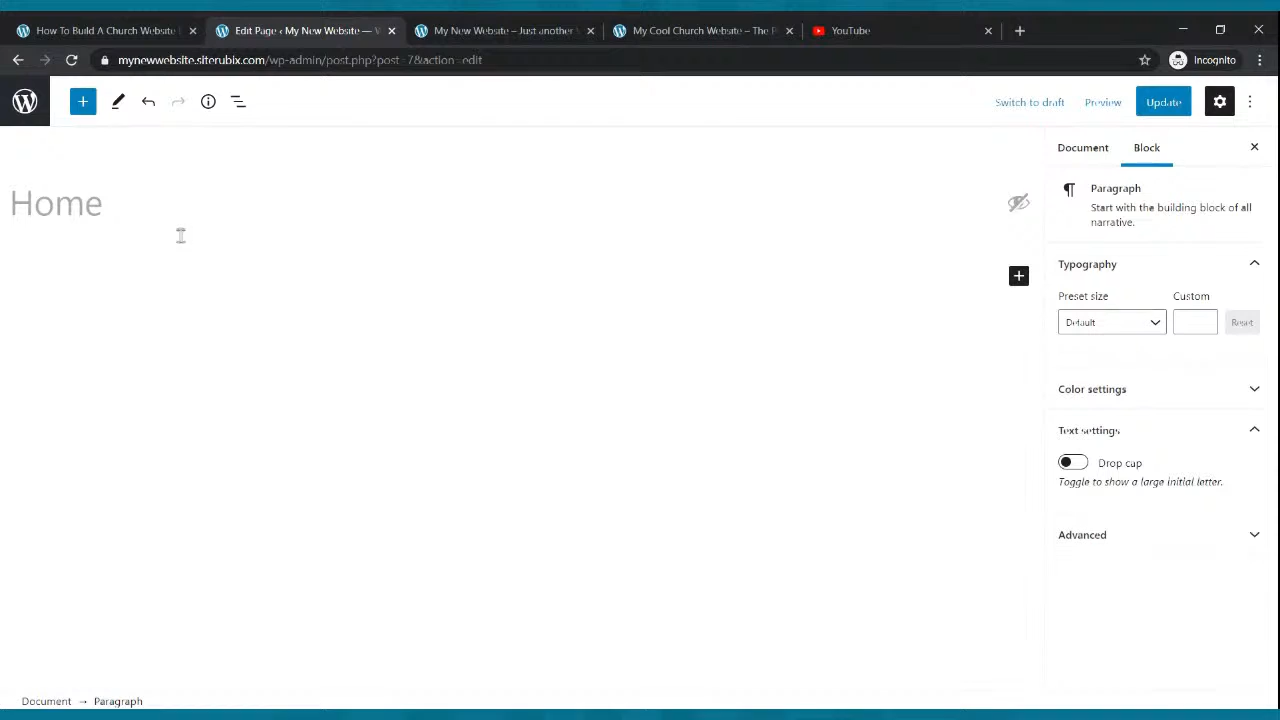 How To Build A Church Website
Edit Page ‹ My New Website —
My New Website – Just another
My Cool Church Website – The
YouTube
mynewwebsite.siterubix.com/wp-admin/post.php?post=7&action=edit
Incognito
Switch to draft
Preview
Update
Document
Block
Home
Paragraph
Start with the building block of all
narrative.
Typography
Preset size
Custom
Default
Reset
Color settings
Text settings
Drop cap
Toggle to show a large initial letter.
Advanced
Document → Paragraph